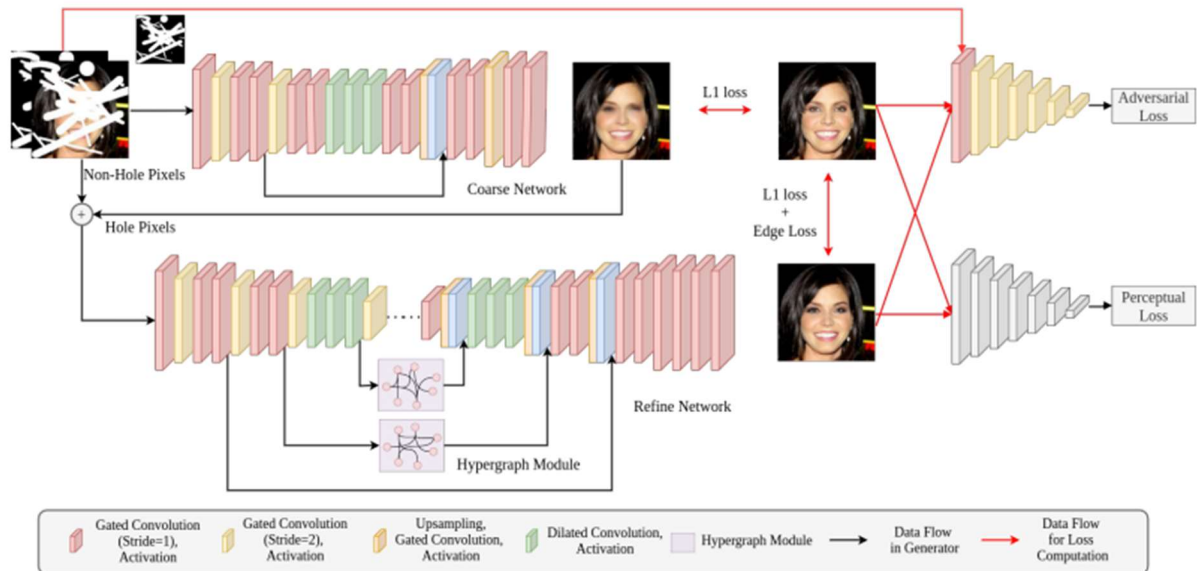 L1 loss
Adversarial
Loss
Non-Hole Pixels
Coarse Network
+
Hole Pixels
L1 loss
+
Edge Loss
Perceptual
Loss
Refine Network
Hypergraph Module
Gated Convolution
(Stride=1),
Activation
Gated Convolution
(Stride=2),
Activation
Upsampling,
Gated Convolution,
Activation
Dilated Convolution,
Activation
Hypergraph Module
Data Flow
in Generator
Data Flow
for Loss
Computation